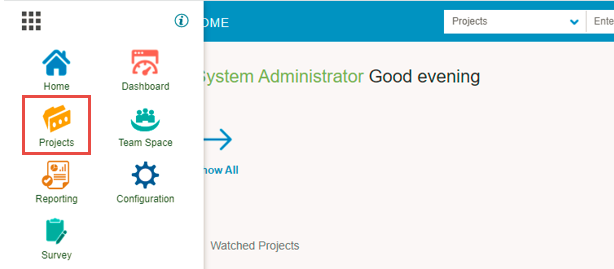 OME
Projects
Ente
Home
Dashboard
System Administrator Good evening
Projects
Team Space
how All
Reporting
Configuration
Watched Projects
Survey